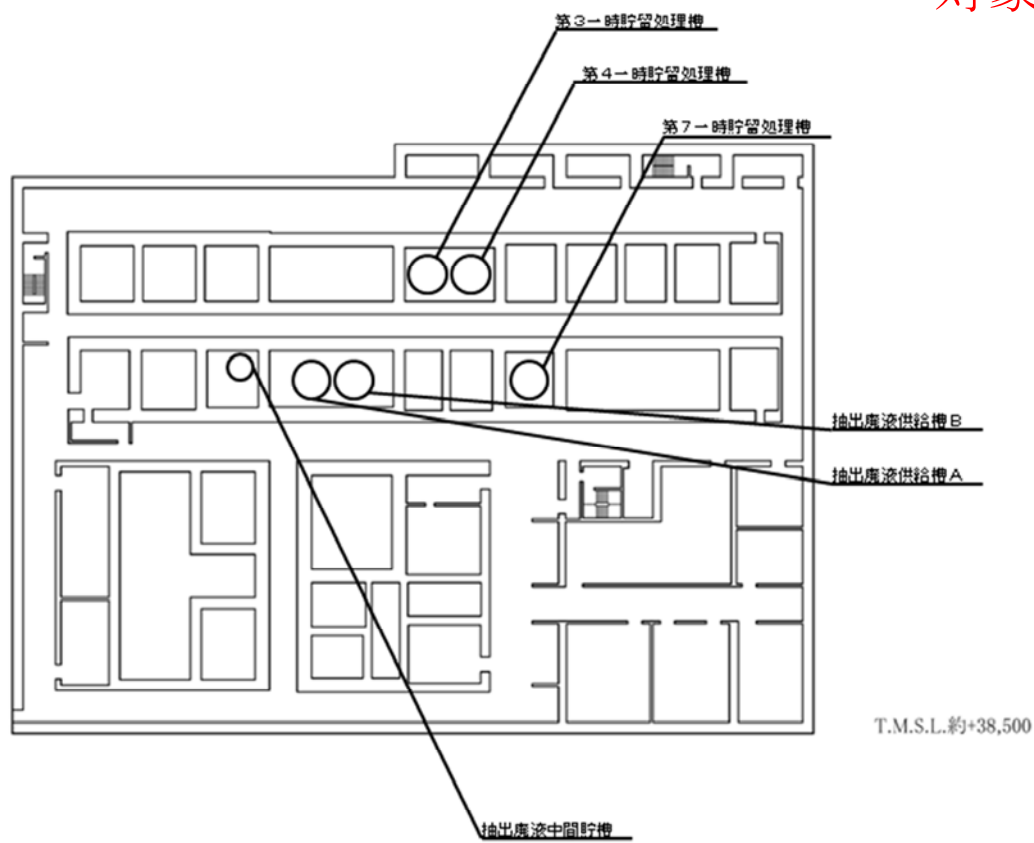 対象
第3一時貯留処理槽
第4一時貯留処理槽
第7一時貯留処理槽
抽出廃液供給槽B
抽出廃液供給槽A
T.M.S.L.約+38,500
抽出廃液中間貯槽